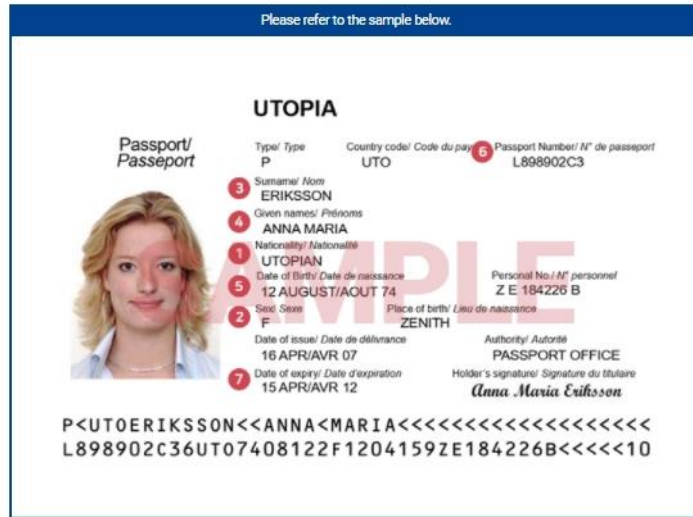 Please refer to the sample below.
UTOPIA
Passport/ Passeport
Type/ Type
Country code/ Code du pay
6 Passport Number/ N° de passeport
P
UTO
L898902C3
3 Surname/ Nom
ERIKSSON
4 Given names/ Prénoms
ANNA MARIA
1 Nationality/ Nationalité
UTOPIAN
5 Date of Birth/ Date de naissance
Personal No./ N° personnel
12 AUGUST/AOUT 74
Z E 184226 B
2 Sex/ Sexe
Place of birth/ Lieu de naissance
F
ZENITH
Date of issue/ Date de délivrance
Authority/ Autorité
16 APR/AVR 07
PASSPORT OFFICE
7 Date of expiry/ Date d'expiration
Holder's signature/ Signature du titulaire
15 APR/AVR 12
Anna Maria Eriksson
SAMPLE
P<UTOERIKSSON<<ANNA<MARIA<<<<<<<<<<<<<<<<<<<
L898902C36UTO7408122F1204159ZE184226B<<<<<10